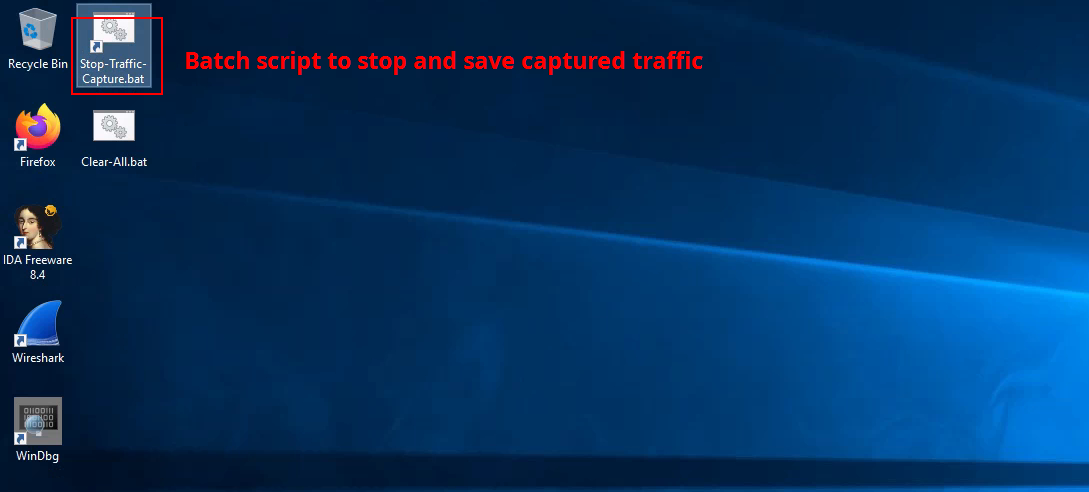 Recycle Bin
Stop-Traffic-
Capture.bat
Batch script to stop and save captured traffic
Firefox
Clear-All.bat
IDA Freeware
8.4
Wireshark
01100111
WinDbg